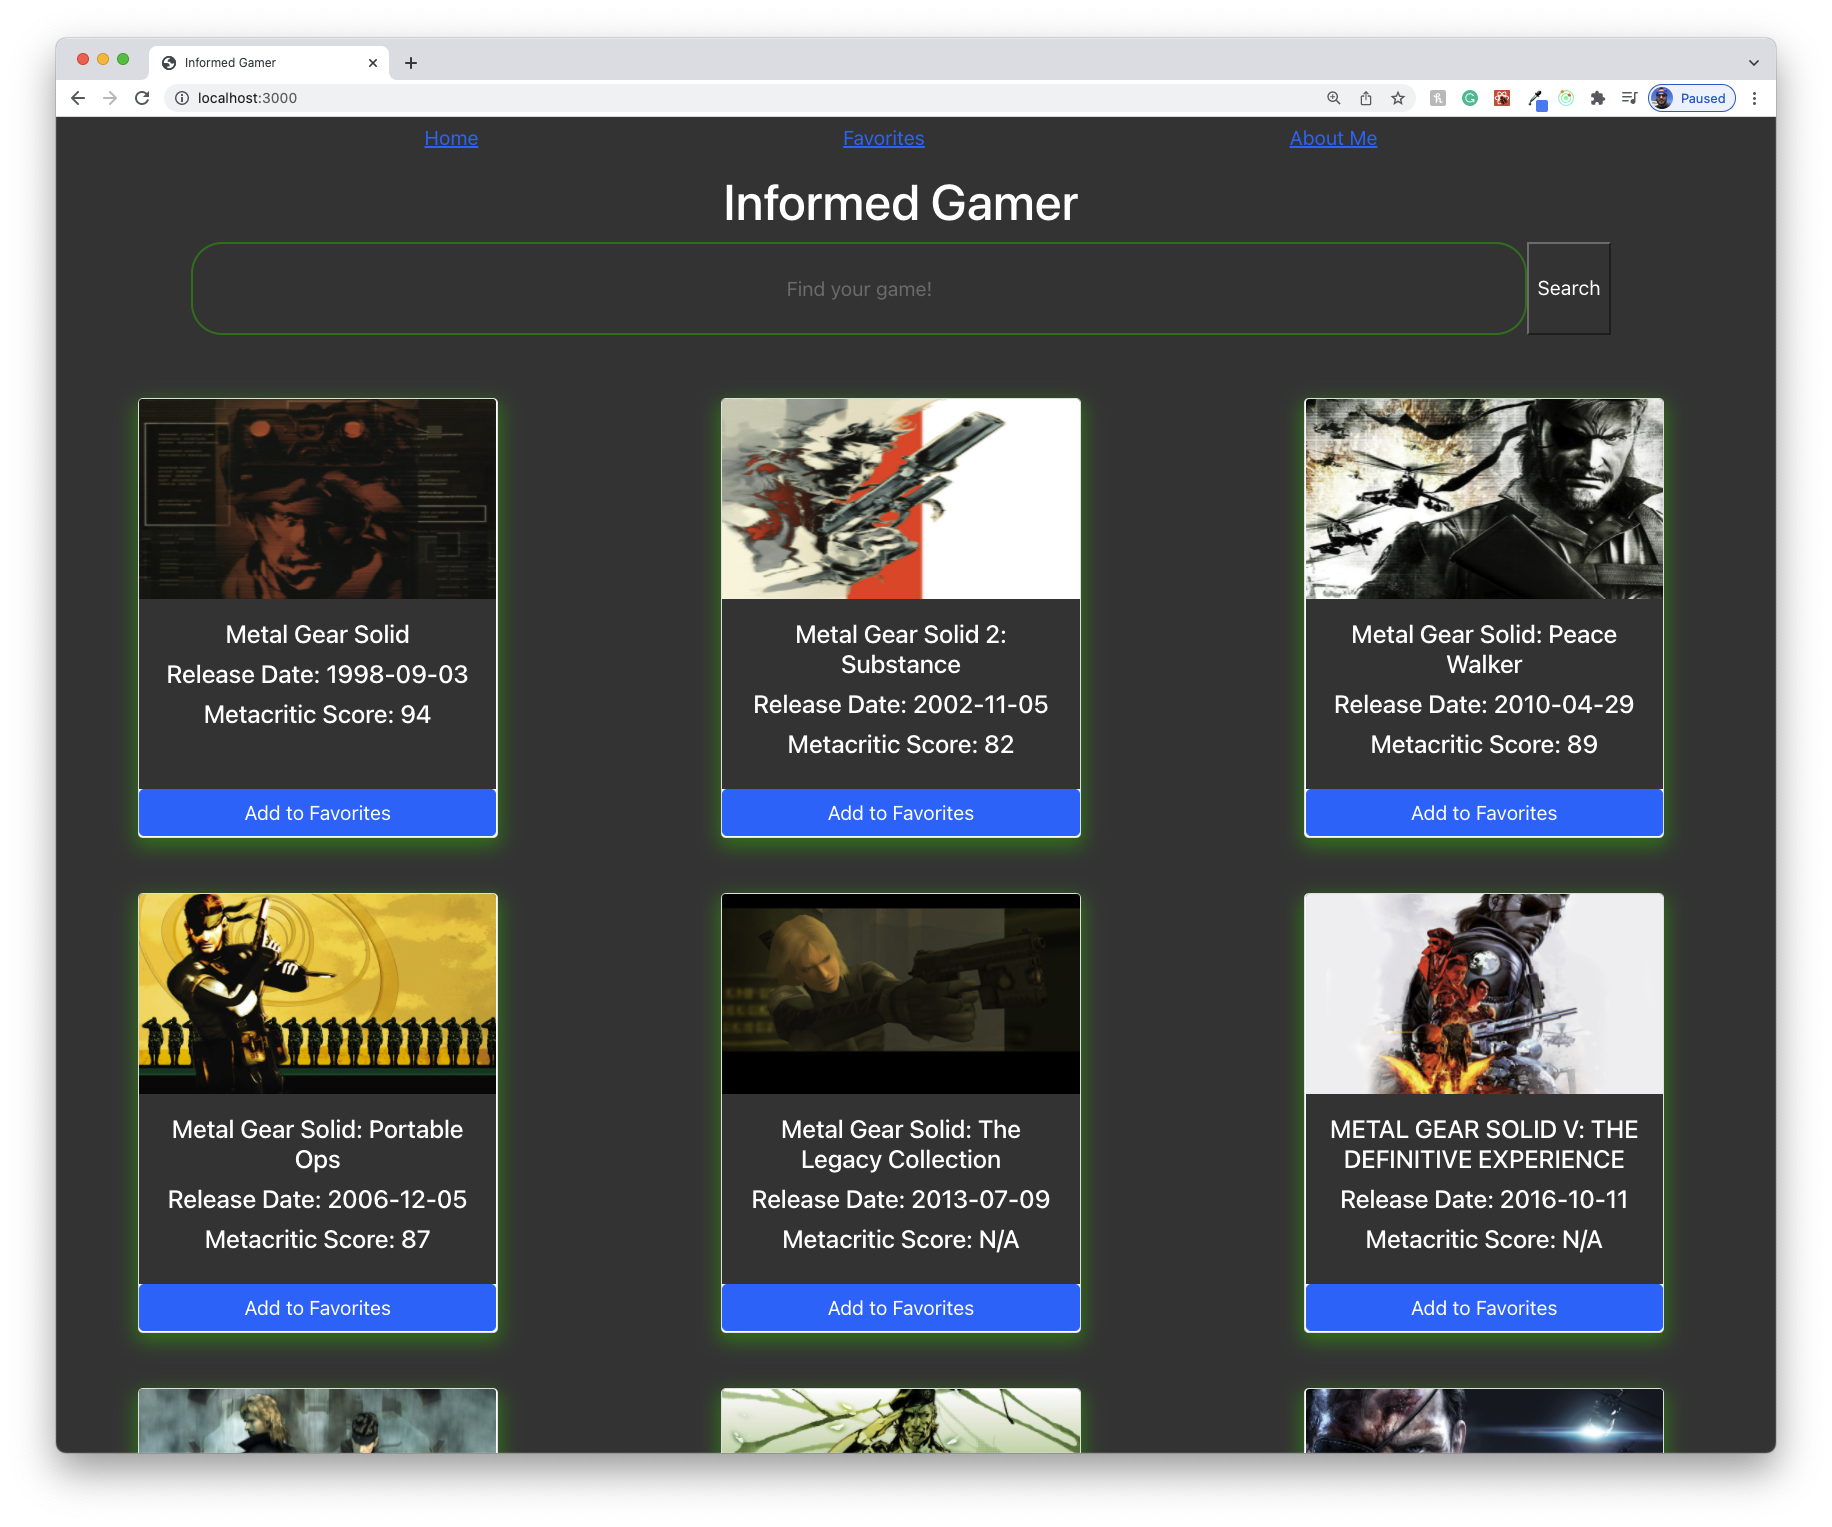 Informed Gamer
localhost:3000
Paused
Home
Favorites
About Me
Informed Gamer
Find your game!
Search
Metal Gear Solid
Release Date: 1998-09-03
Metacritic Score: 94
Add to Favorites
Metal Gear Solid 2:
Substance
Release Date: 2002-11-05
Metacritic Score: 82
Add to Favorites
Metal Gear Solid: Peace
Walker
Release Date: 2010-04-29
Metacritic Score: 89
Add to Favorites
Metal Gear Solid: Portable
Ops
Release Date: 2006-12-05
Metacritic Score: 87
Add to Favorites
Metal Gear Solid: The
Legacy Collection
Release Date: 2013-07-09
Metacritic Score: N/A
Add to Favorites
METAL GEAR SOLID V: THE
DEFINITIVE EXPERIENCE
Release Date: 2016-10-11
Metacritic Score: N/A
Add to Favorites